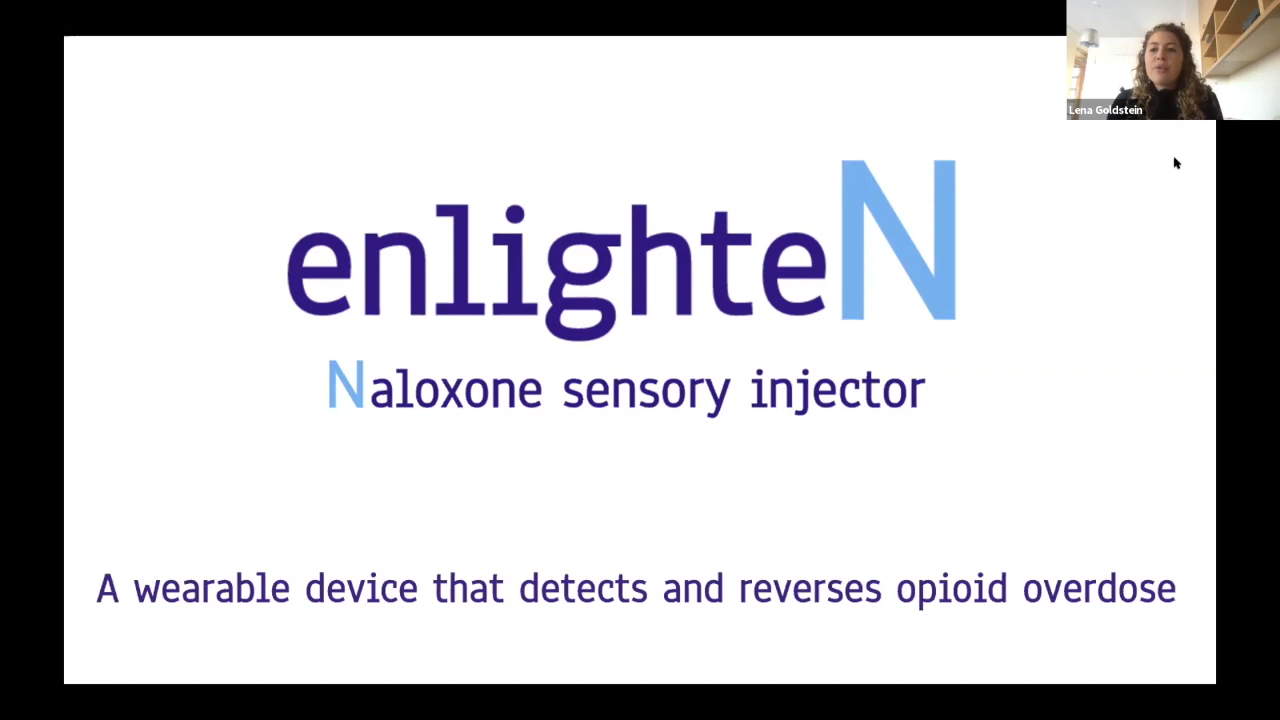 Lena Goldstein
enlighteN
Naloxone sensory injector
A wearable device that detects and reverses opioid overdose